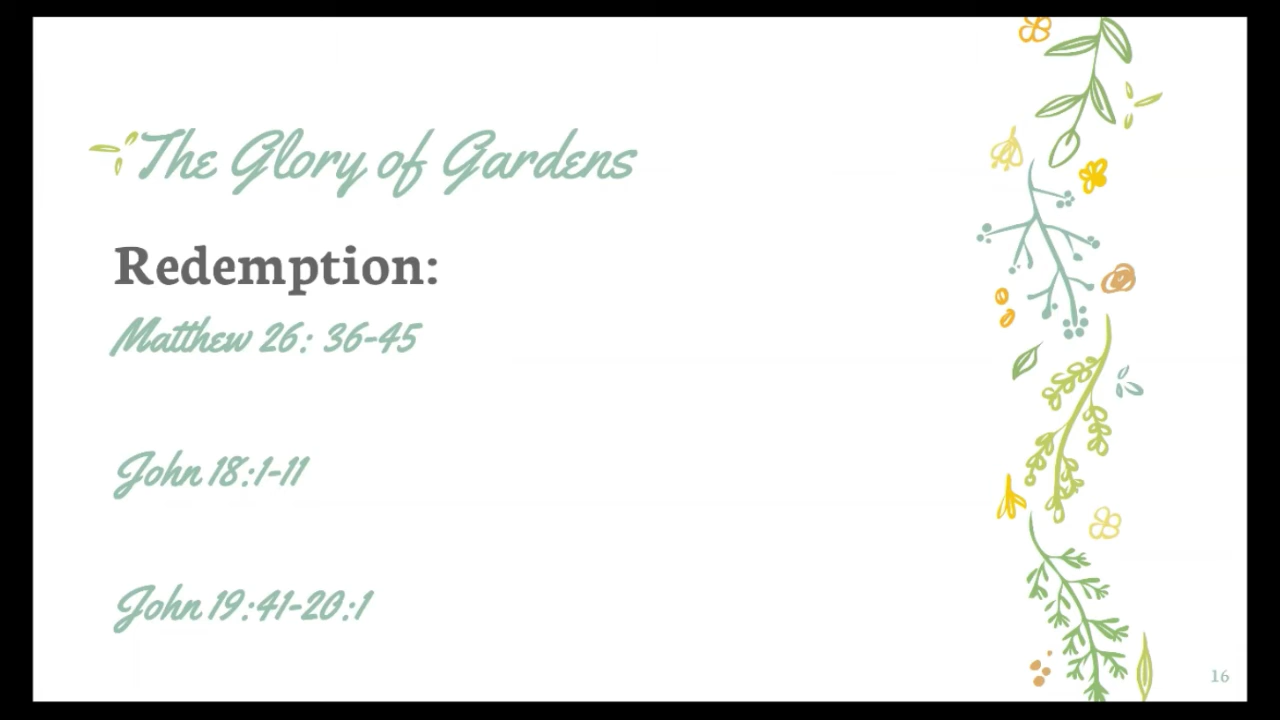 The Glory of Gardens
Redemption:
Matthew 26: 36-45
John 18:1-11
John 19:41-20:1
16